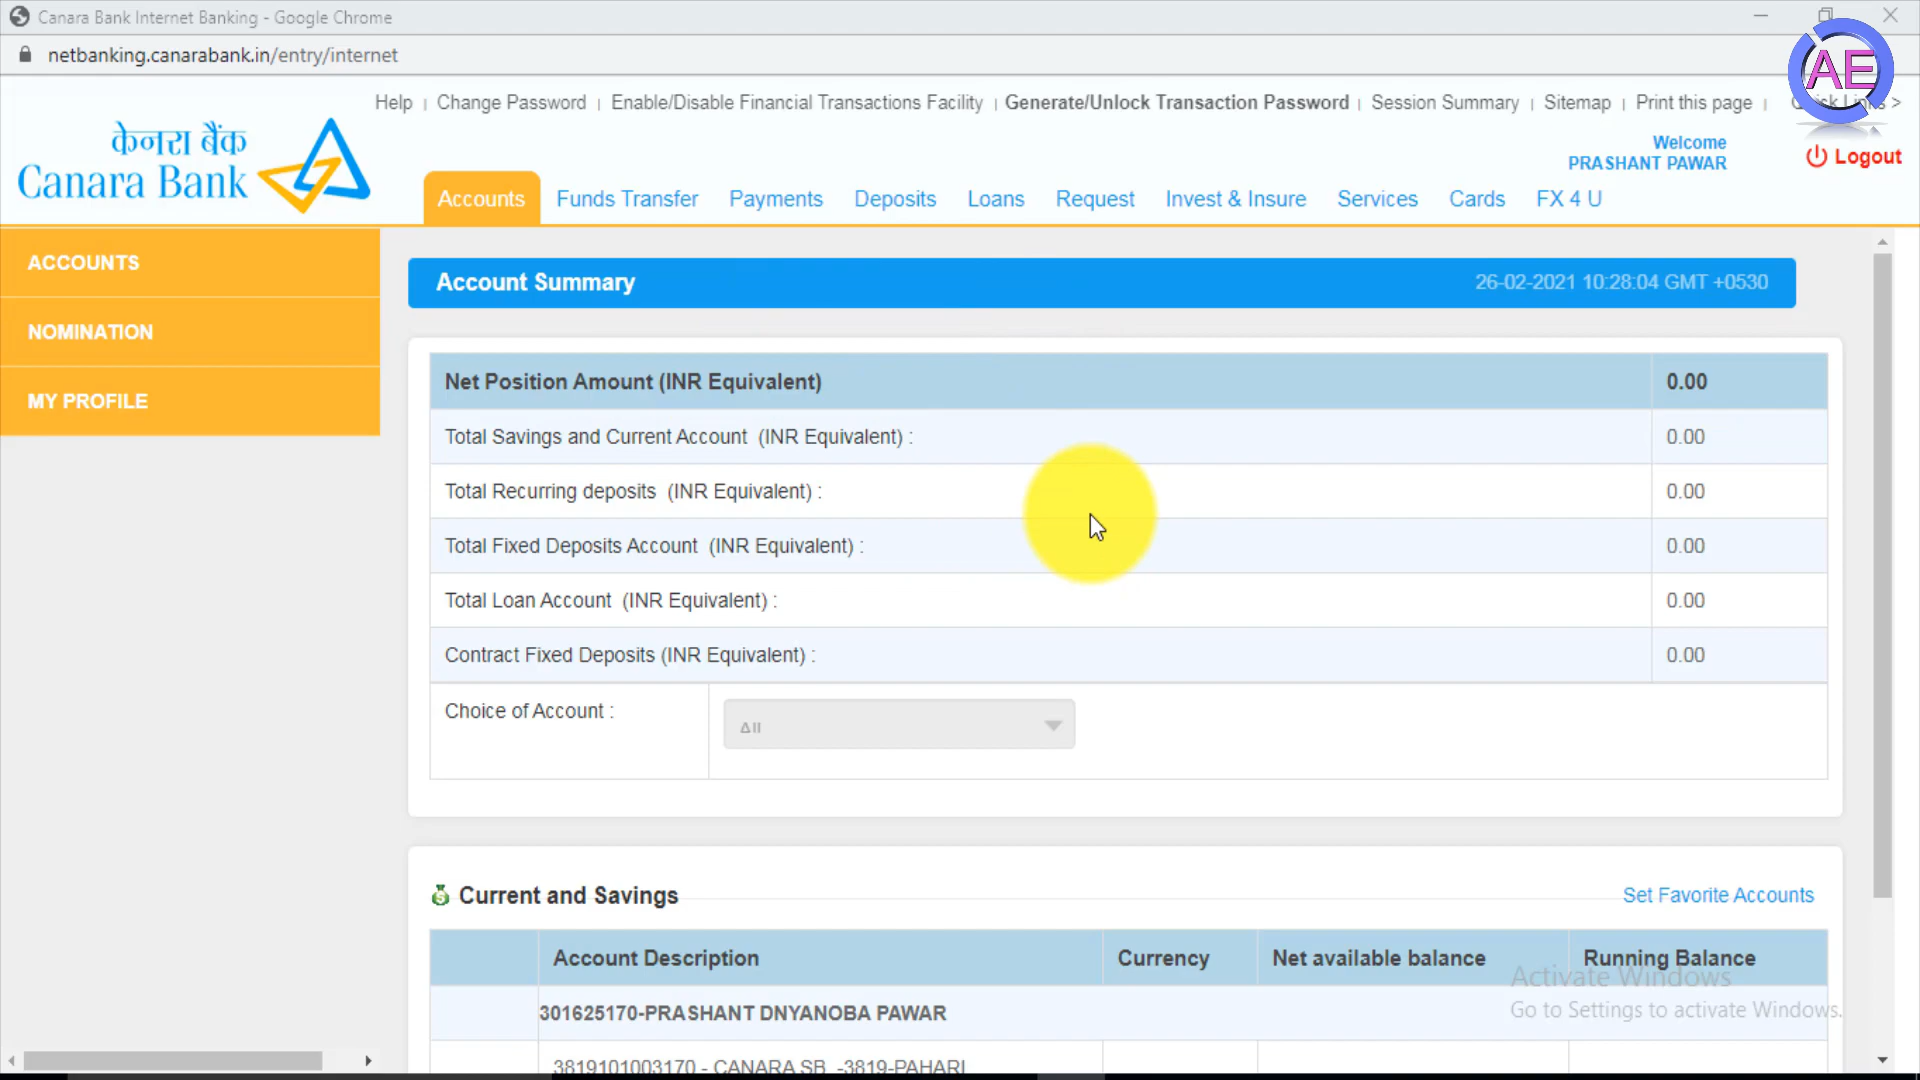 Canara Bank Internet Banking - Google Chrome
netbanking.canarabank.in/entry/internet
AE
Help | Change Password | Enable/Disable Financial Transactions Facility | Generate/Unlock Transaction Password | Session Summary | Sitemap | Print this page | Quick Links >
केनरा बैंक
Canara Bank
Welcome
PRASHANT PAWAR
Logout
Accounts Funds Transfer Payments Deposits Loans Request Invest & Insure Services Cards FX 4 U
ACCOUNTS
NOMINATION
MY PROFILE
Account Summary 26-02-2021 10:28:04 GMT +0530
Net Position Amount (INR Equivalent) 0.00
Total Savings and Current Account (INR Equivalent) : 0.00
Total Recurring deposits (INR Equivalent) : 0.00
Total Fixed Deposits Account (INR Equivalent) : 0.00
Total Loan Account (INR Equivalent) : 0.00
Contract Fixed Deposits (INR Equivalent) : 0.00
Choice of Account : All
Current and Savings Set Favorite Accounts
Account Description Currency Net available balance Running Balance
Activate Windows
Go to Settings to activate Windows.
301625170-PRASHANT DNYANOBA PAWAR
3819101003170 - CANARA SB -3819-PAHARI